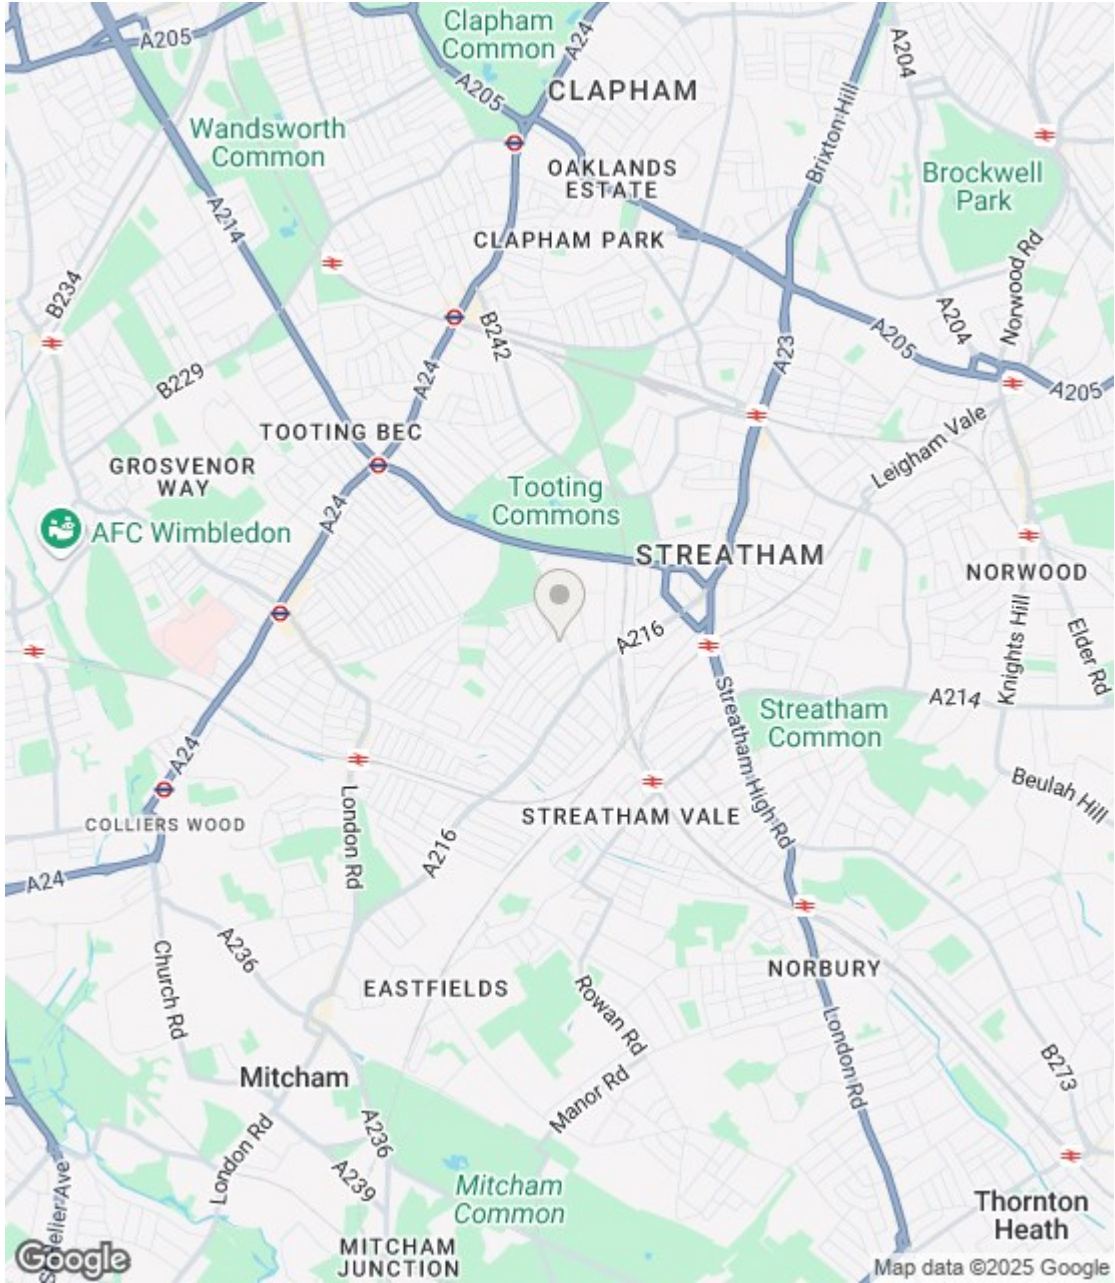 Clapham
Common
A205
A24
A204
A205
CLAPHAM
Wandsworth
Common
OAKLANDS
ESTATE
Brixton Hill
Brockwell
Park
A214
CLAPHAM PARK
Norwood Rd
B234
B242
A204
A205
A23
A24
B229
A205
TOOTING BEC
Leigham Vale
GROSVENOR
WAY
Tooting
Commons
A24
AFC Wimbledon
STREATHAM
NORWOOD
A216
Knights Hill
Elder Rd
Streatham High Rd
A214
Streatham
Common
A24
Beulah Hill
London Rd
STREATHAM VALE
COLLIERS WOOD
A216
A24
A236
Church Rd
NORBURY
EASTFIELDS
Rowan Rd
London Rd
B273
Mitcham
Manor Rd
London Rd
A236
A239
Mitcham
Common
Thornton
Heath
MITCHAM
JUNCTION
Google
Map data ©2025 Google